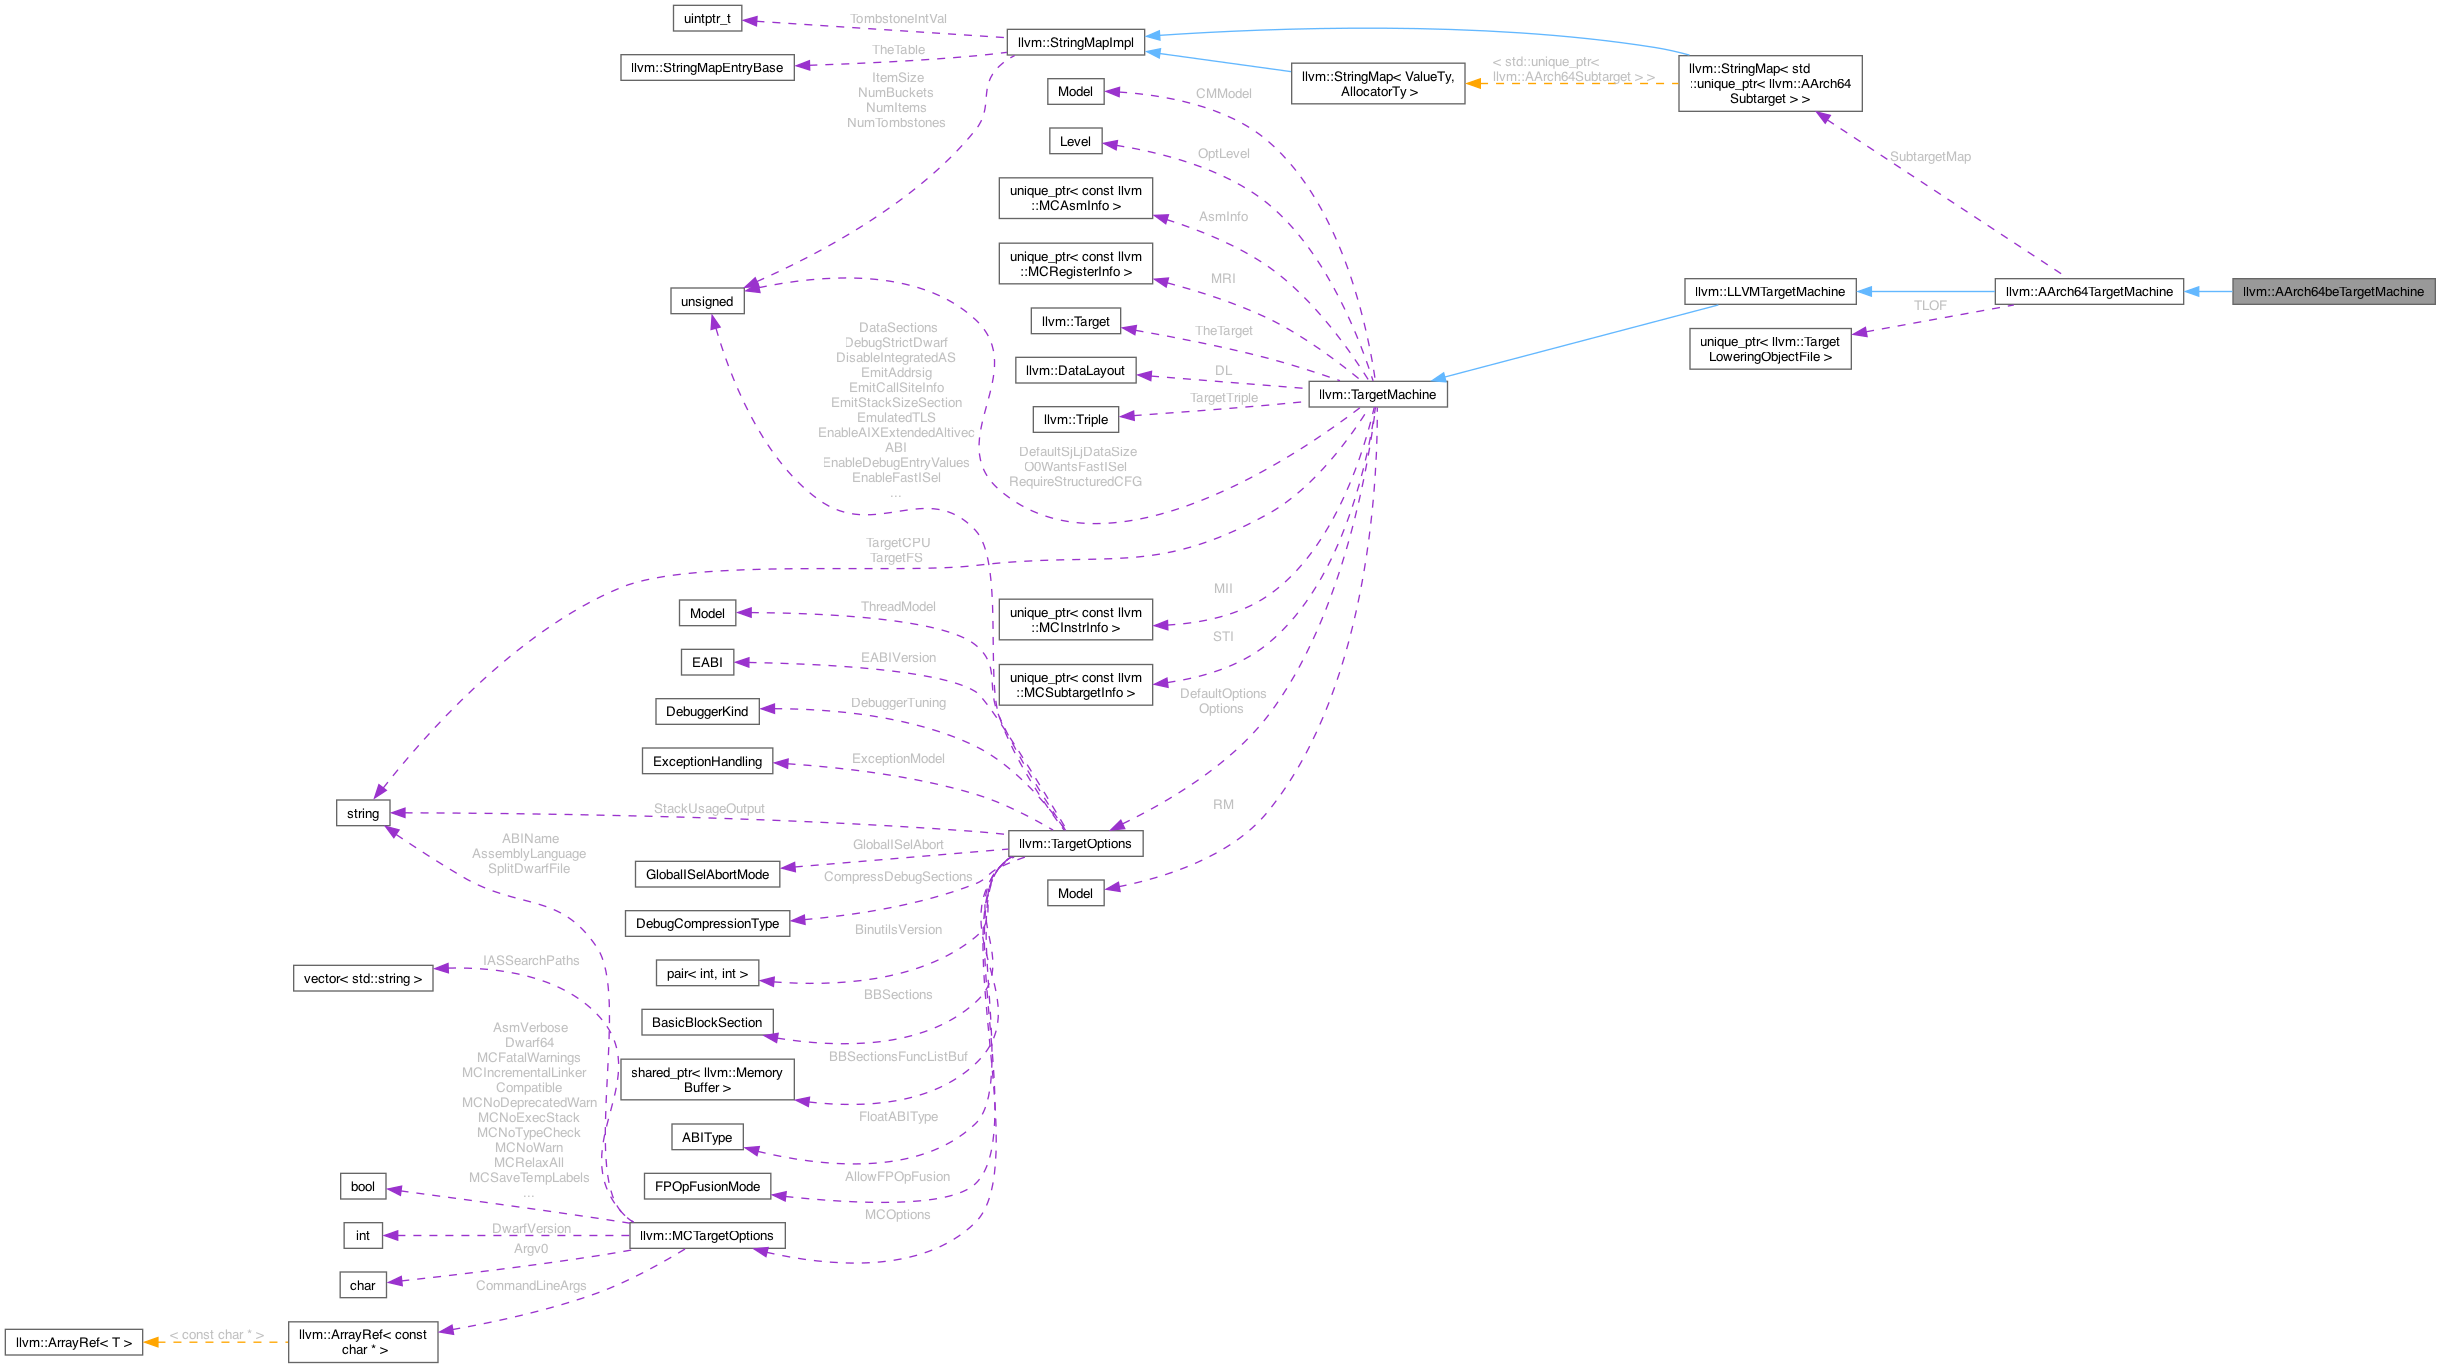 uintptr_t
TombstoneIntVal
llvm::StringMapImpl
llvm::StringMapEntryBase
TheTable
ItemSize
NumBuckets
NumItems
NumTombstones
llvm::StringMap< ValueTy,
AllocatorTy >
< std::unique_ptr<
llvm::AArch64Subtarget > >
llvm::StringMap< std
::unique_ptr< llvm::AArch64
Subtarget > >
Model
CMModel
Level
OptLevel
SubtargetMap
unique_ptr< const llvm
::MCAsmInfo >
AsmInfo
unique_ptr< const llvm
::MCRegisterInfo >
MRI
unsigned
llvm::LLVMTargetMachine
llvm::AArch64TargetMachine
llvm::AArch64beTargetMachine
TLOF
unique_ptr< llvm::Target
LoweringObjectFile >
llvm::Target
TheTarget
llvm::DataLayout
DL
llvm::TargetMachine
llvm::Triple
TargetTriple
DataSections
DebugStrictDwarf
DisableIntegratedAS
EmitAddrsig
EmitCallSiteInfo
EmitStackSizeSection
EmulatedTLS
EnableAIXExtendedAltivec
ABI
EnableDebugEntryValues
EnableFastISel
...
DefaultSjLjDataSize
O0WantsFastISel
RequireStructuredCFG
TargetCPU
TargetFS
Model
ThreadModel
unique_ptr< const llvm
::MCInstrInfo >
MII
EABI
EABIVersion
unique_ptr< const llvm
::MCSubtargetInfo >
STI
DebuggerKind
DebuggerTuning
DefaultOptions
Options
ExceptionHandling
ExceptionModel
string
StackUsageOutput
RM
llvm::TargetOptions
ABIName
AssemblyLanguage
SplitDwarfFile
GlobalISelAbortMode
GlobalISelAbort
DebugCompressionType
CompressDebugSections
Model
vector< std::string >
IASSearchPaths
pair< int, int >
BinutilsVersion
BasicBlockSection
BBSections
shared_ptr< llvm::Memory
Buffer >
BBSectionsFuncListBuf
AsmVerbose
Dwarf64
MCFatalWarnings
MCIncrementalLinker
Compatible
MCNoDeprecatedWarn
MCNoExecStack
MCNoTypeCheck
MCNoWarn
MCRelaxAll
MCSaveTempLabels
...
ABIType
FloatABIType
FPOpFusionMode
AllowFPOpFusion
MCOptions
bool
int
DwarfVersion
llvm::MCTargetOptions
char
Argv0
CommandLineArgs
llvm::ArrayRef< T >
< const char * >
llvm::ArrayRef< const
char * >